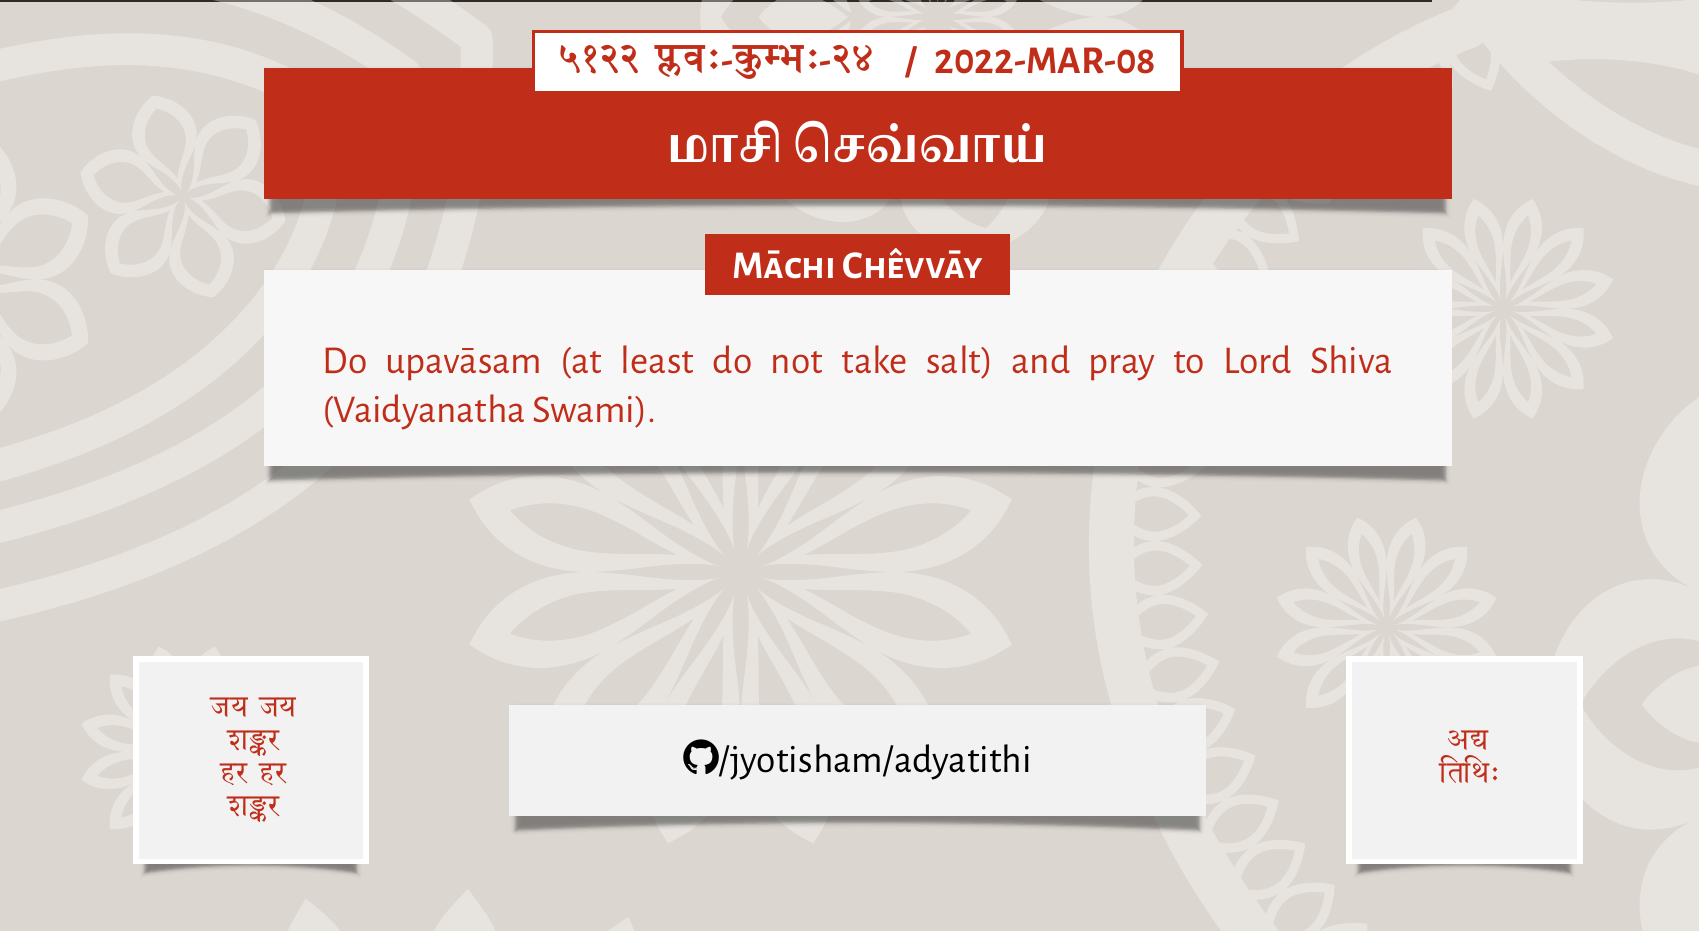 ५१२२ प्लवः-कुम्भः-२४ / 2022-MAR-08
மாசி செவ்வாய்
Māchi Chêvvāy
Do upavāsam (at least do not take salt) and pray to Lord Shiva
(Vaidyanatha Swami).
जय जय
शङ्कर
हर हर
शङ्कर
/jyotisham/adyatithi
अद्य
तिथिः